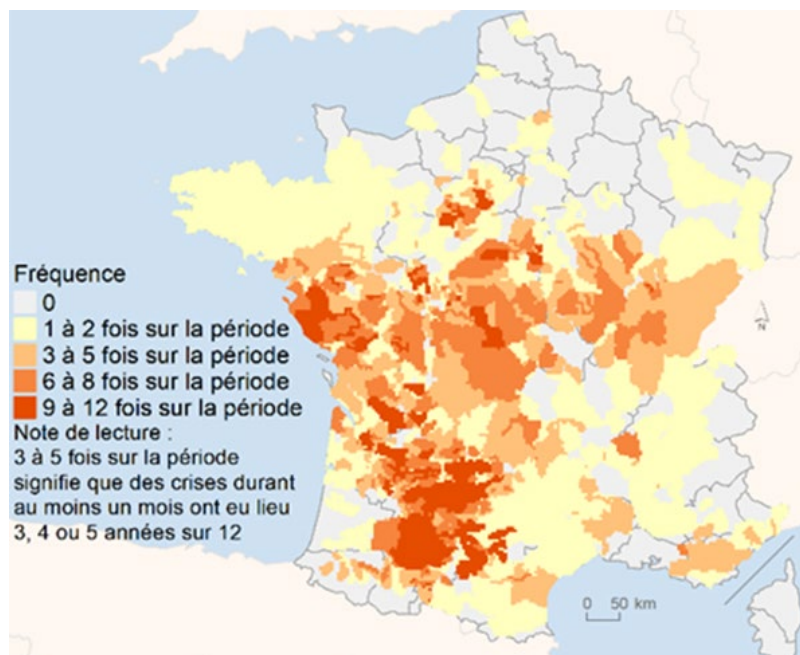 Fréquence
0
1 à 2 fois sur la période
3 à 5 fois sur la période
6 à 8 fois sur la période
9 à 12 fois sur la période
Note de lecture :
3 à 5 fois sur la période
signifie que des crises durant
au moins un mois ont eu lieu
3, 4 ou 5 années sur 12
N
0 50 km